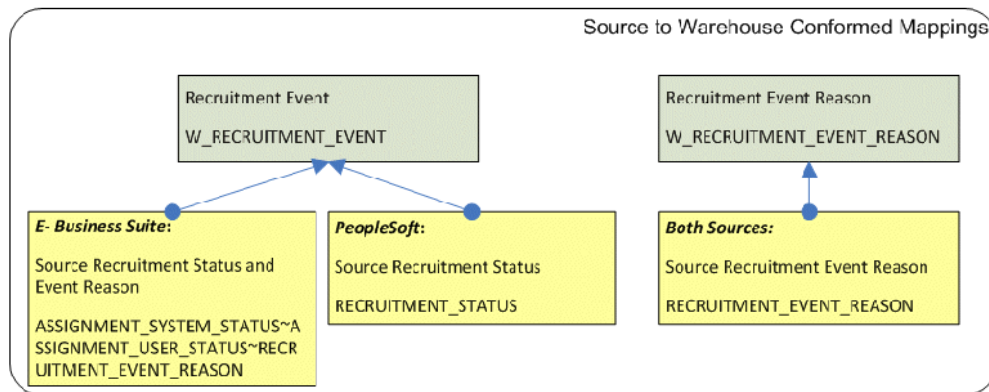 Source to Warehouse Conformed Mappings
Recruitment Event
W_RECRUITMENT_EVENT
Recruitment Event Reason
W_RECRUITMENT_EVENT_REASON
E- Business Suite:
Source Recruitment Status and
Event Reason
ASSIGNMENT_SYSTEM_STATUS~A
SSIGNMENT_USER_STATUS~RECR
UITMENT_EVENT_REASON
PeopleSoft:
Source Recruitment Status
RECRUITMENT_STATUS
Both Sources:
Source Recruitment Event Reason
RECRUITMENT_EVENT_REASON